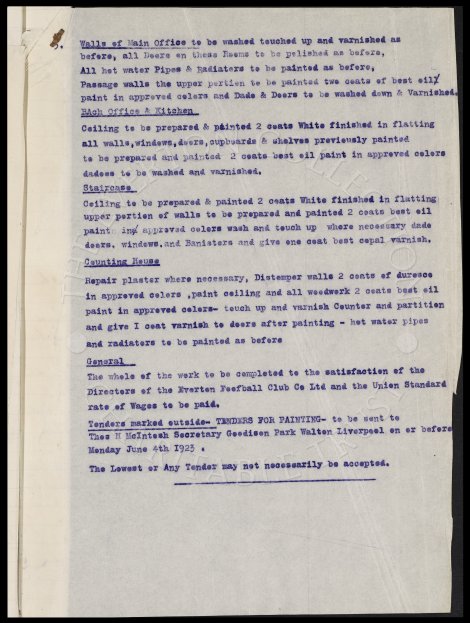 5.
Walls of Main Office to be washed touched up and varnished as
before, all Doors on these Rooms to be polished as before,
All hot water Pipes & Radiators to be painted as before,
Passage walls the upper portion to be painted two coats of best oil
paint in approved colors and Dado & Doors to be washed down & Varnished.
BAck Office & Kitchen
Ceiling to be prepared & painted 2 coats White finished in flatting
all walls,windows,doors,cupboards & shelves previously painted
to be prepared and painted 2 coats best oil paint in approved colors
dadoes to be washed and varnished.
Staircase
Ceiling to be prepared & painted 2 coats White finished in flatting
upper portion of walls to be prepared and painted 2 coats best oil
paint in approved colors wash and touch up where necessary dado
doors, windows,and Banisters and give one coat best copal varnish.
Counting House
Repair plaster where necessary, Distemper walls 2 coats of duresco
in approved colors ,paint ceiling and all woodwork 2 coats best oil
paint in approved colors- touch up and varnish Counter and partition
and give I coat varnish to doors after painting - hot water pipes
and radiators to be painted as before
General
The whole of the work to be completed to the satisfaction of the
Directors of the Everton Football Club Co Ltd and the Union Standard
rate of Wages to be paid.
Tenders marked outside- TENDERS FOR PAINTING- to be sent to
Thos H McIntosh Secretary Goodison Park Walton Liverpool on or before
Monday June 4th 1923 .
The Lowest or Any Tender may not necessarily be accepted.